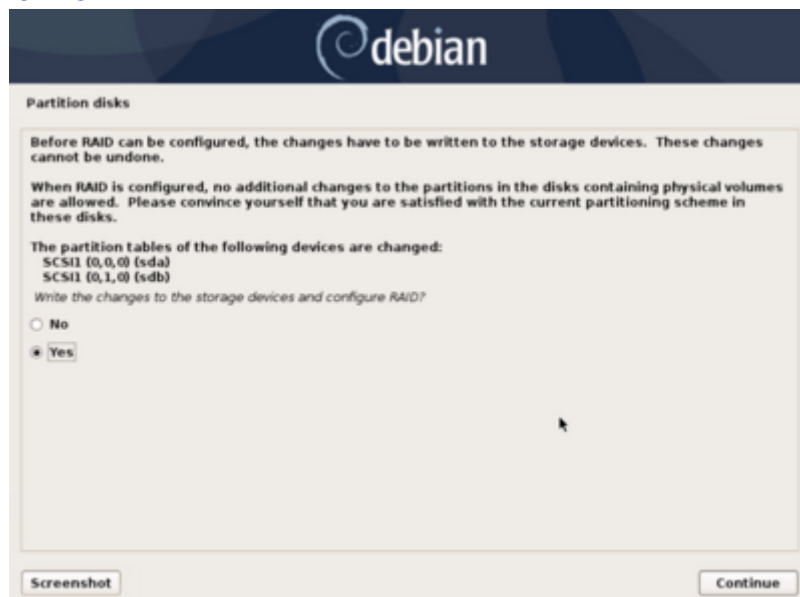 debian
Partition disks
Before RAID can be configured, the changes have to be written to the storage devices.  These changes
cannot be undone.
When RAID is configured, no additional changes to the partitions in the disks containing physical volumes
are allowed.  Please convince yourself that you are satisfied with the current partitioning scheme in
these disks.
The partition tables of the following devices are changed:
SCSI1 (0,0,0) (sda)
SCSI1 (0,1,0) (sdb)
Write the changes to the storage devices and configure RAID?
No
Yes
Screenshot
Continue